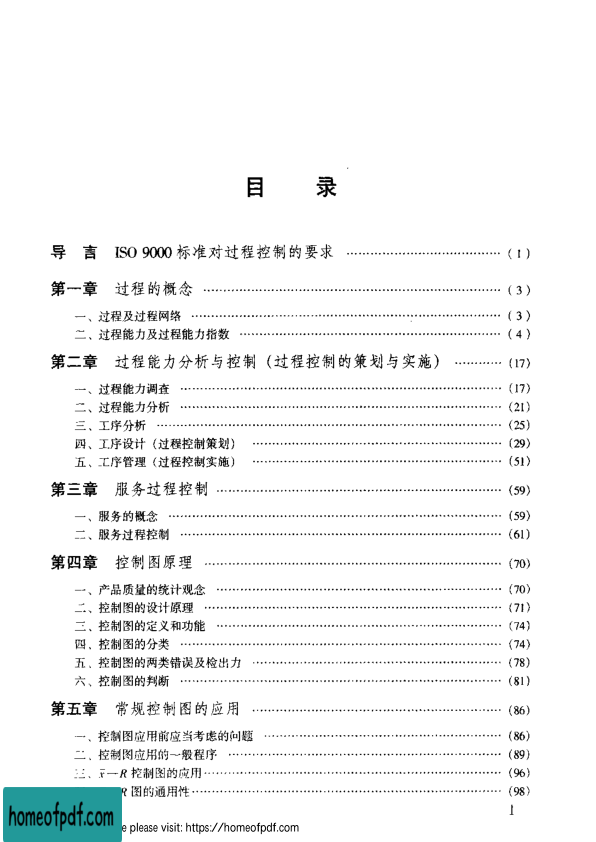 目 录
导 言 ISO 9000 标准对过程控制的要求 …………………………… (1)
第一章 过程的概念 …………………………………………………… (3)
一、过程及过程网络 ………………………………………………… (3)
二、过程能力及过程能力指数 ……………………………………… (4)
第二章 过程能力分析与控制（过程控制的策划与实施） ………… (17)
一、过程能力调查 …………………………………………………… (17)
二、过程能力分析 …………………………………………………… (21)
三、工序分析 ………………………………………………………… (25)
四、工序设计（过程控制策划） …………………………………… (29)
五、工序管理（过程控制实施） …………………………………… (51)
第三章 服务过程控制 ………………………………………………… (59)
一、服务的概念 ……………………………………………………… (59)
二、服务过程控制 …………………………………………………… (61)
第四章 控制图原理 …………………………………………………… (70)
一、产品质量的统计观念 …………………………………………… (70)
二、控制图的设计原理 ……………………………………………… (71)
三、控制图的定义和功能 …………………………………………… (74)
四、控制图的分类 …………………………………………………… (74)
五、控制图的两类错误及检出力 …………………………………… (78)
六、控制图的判断 …………………………………………………… (81)
第五章 常规控制图的应用 …………………………………………… (86)
一、控制图应用前应当考虑的问题 ………………………………… (86)
二、控制图应用的一般程序 ………………………………………… (89)
三、x̄—R 控制图的应用 …………………………………………… (96)
R 图的通用性 ………………………………………………………… (98)
1
homeofpdf.com
please visit: https://homeofpdf.com